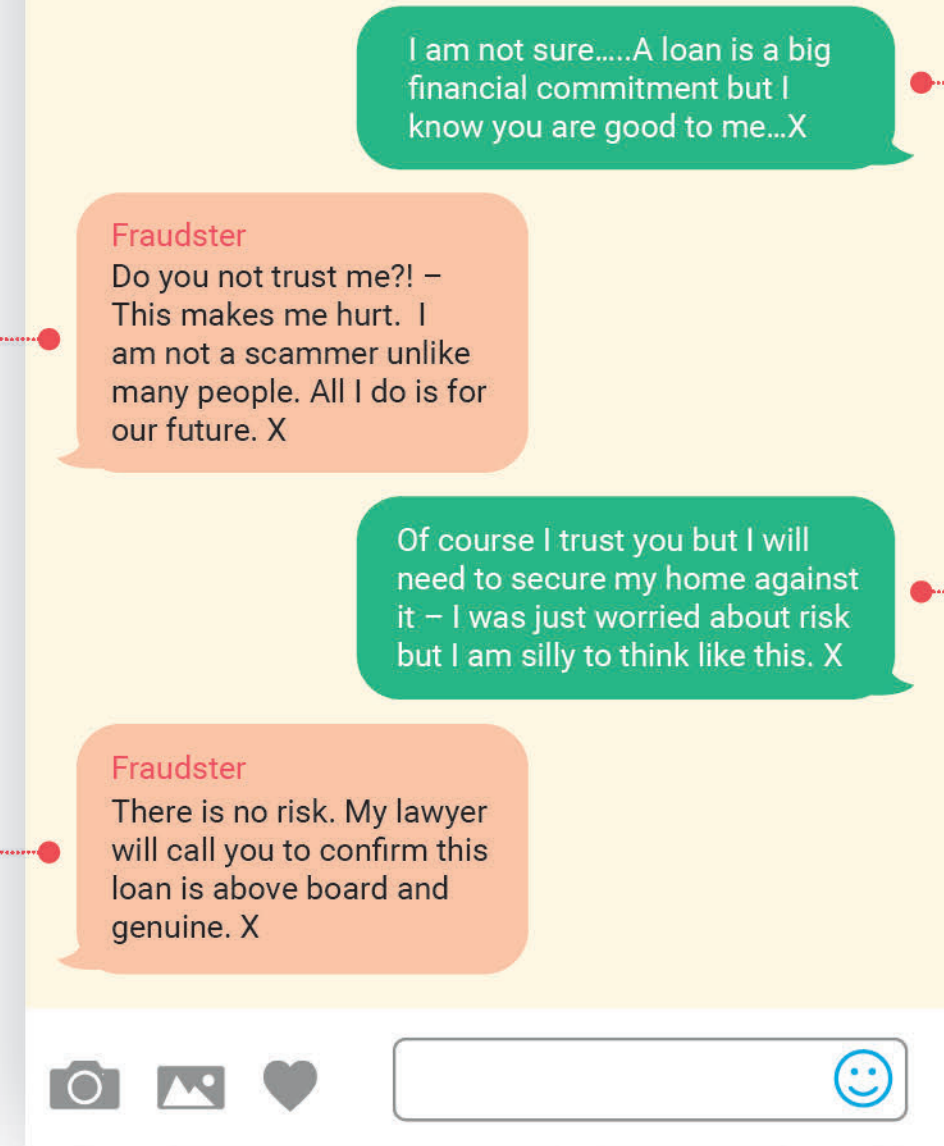 I am not sure.....A loan is a big
financial commitment but I
know you are good to me...X
Fraudster
Do you not trust me?! –
This makes me hurt.  I
am not a scammer unlike
many people. All I do is for
our future. X
Of course I trust you but I will
need to secure my home against
it – I was just worried about risk
but I am silly to think like this. X
Fraudster
There is no risk. My lawyer
will call you to confirm this
loan is above board and
genuine. X